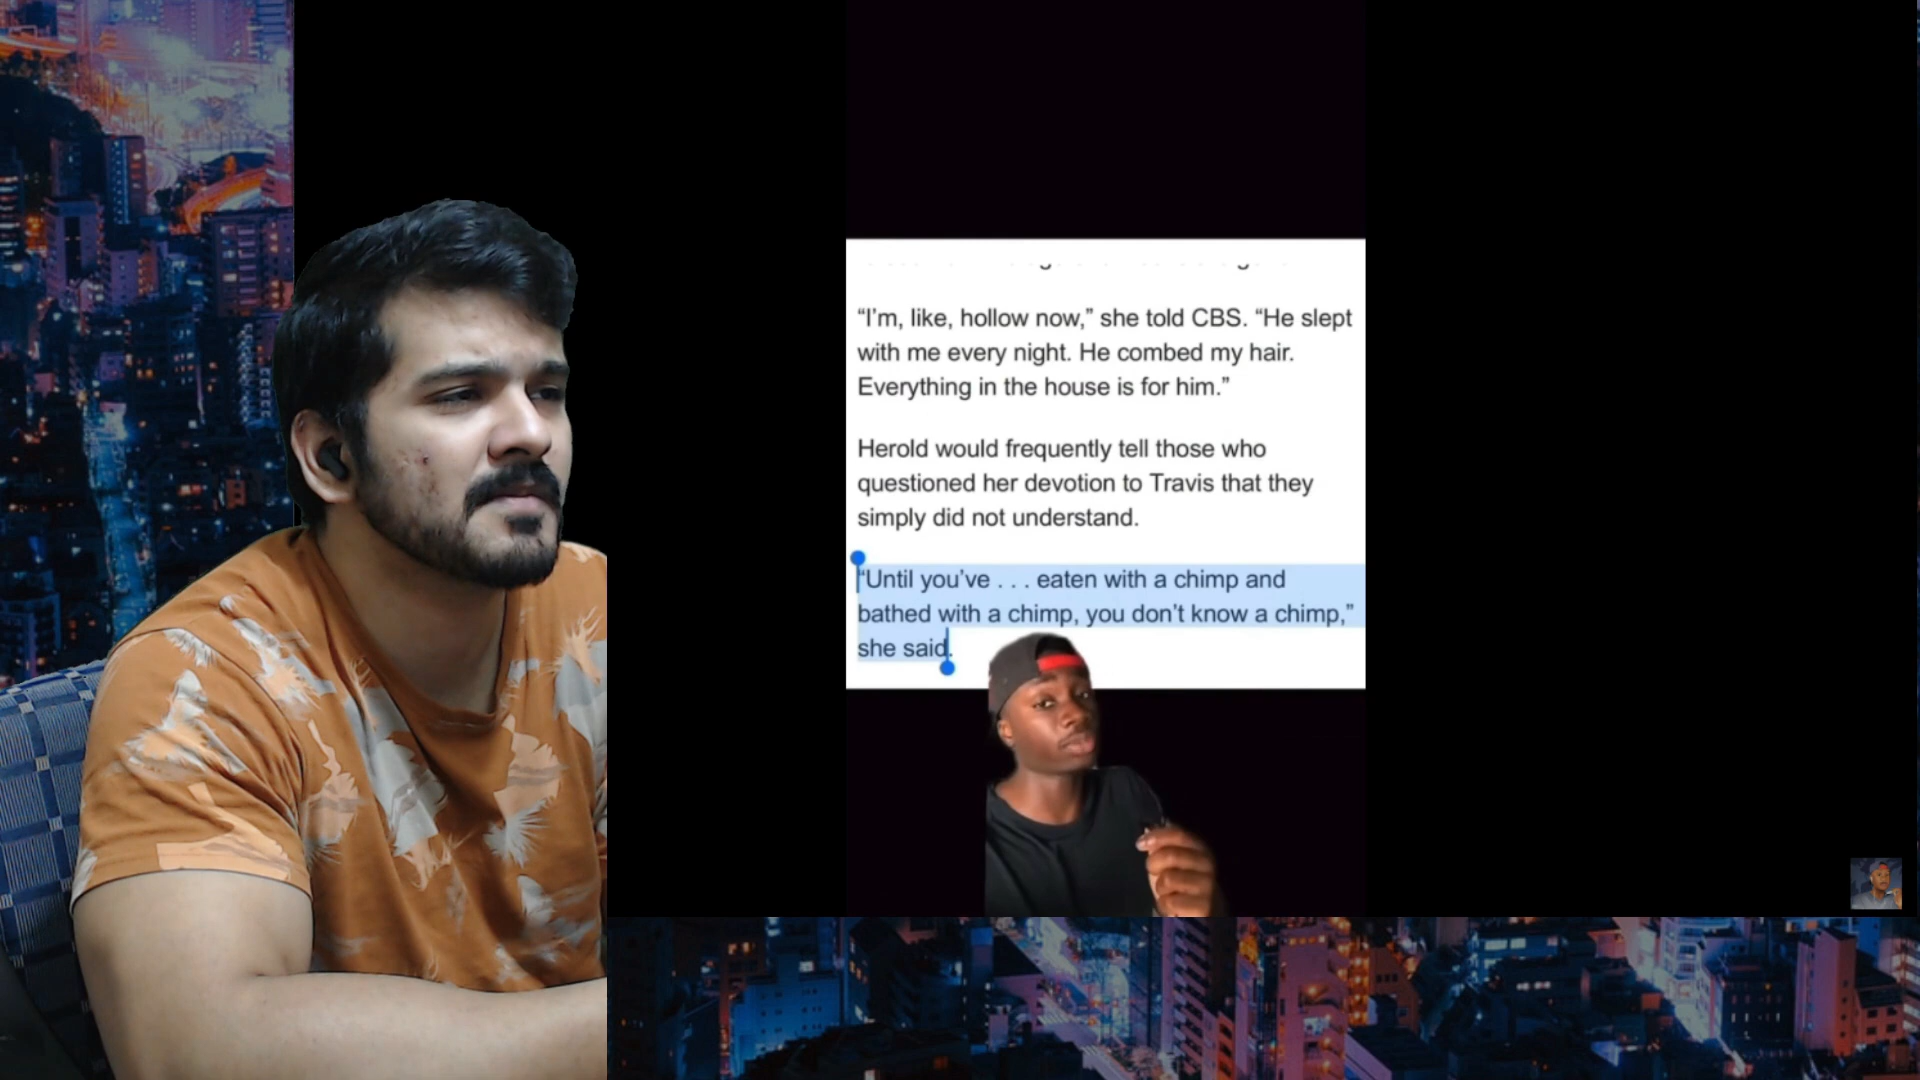 “I’m, like, hollow now,” she told CBS. “He slept
with me every night. He combed my hair.
Everything in the house is for him.”
Herold would frequently tell those who
questioned her devotion to Travis that they
simply did not understand.
“Until you’ve . . . eaten with a chimp and
bathed with a chimp, you don’t know a chimp,”
she said.